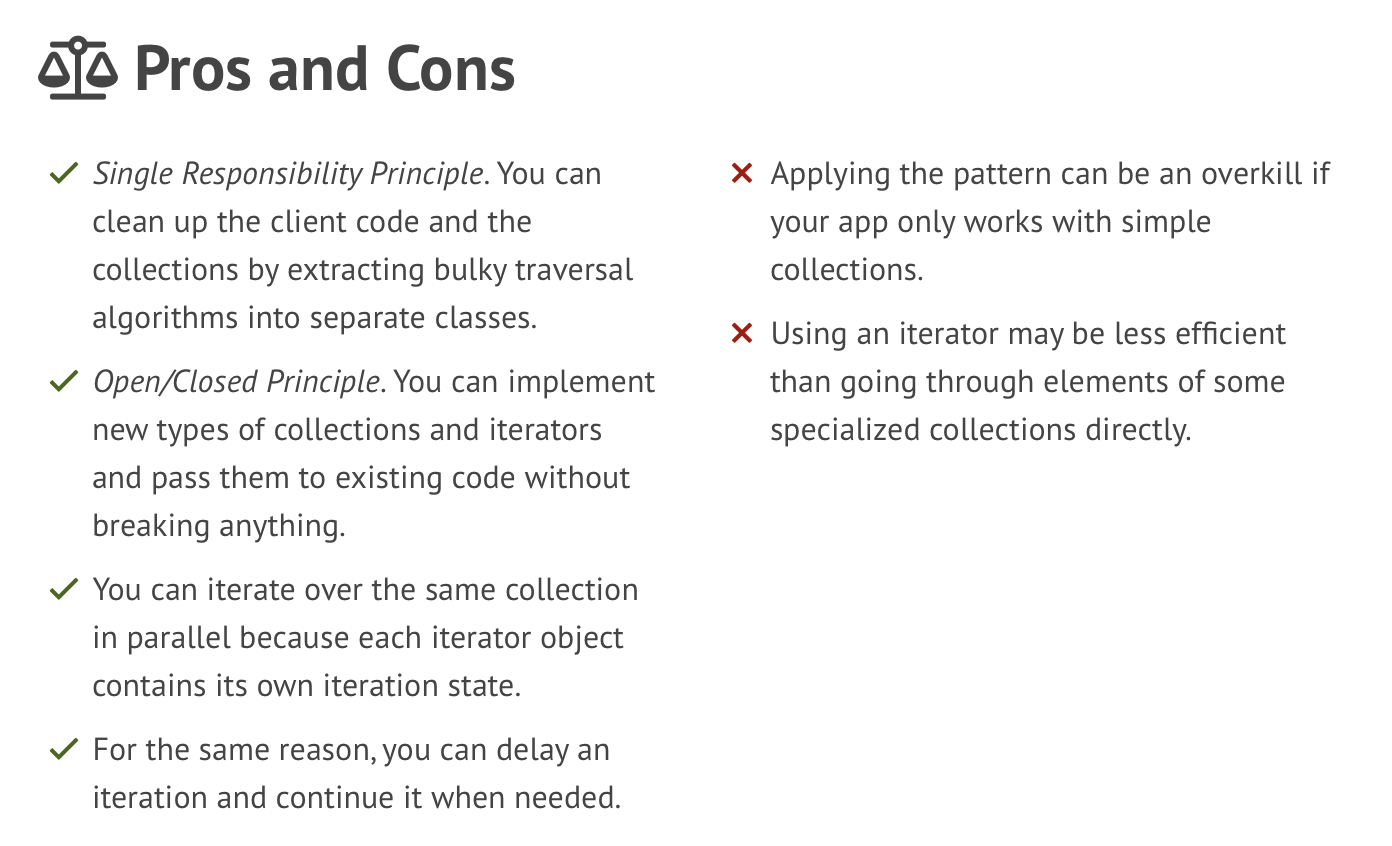 Pros and Cons
Single Responsibility Principle. You can
clean up the client code and the
collections by extracting bulky traversal
algorithms into separate classes.
Open/Closed Principle. You can implement
new types of collections and iterators
and pass them to existing code without
breaking anything.
You can iterate over the same collection
in parallel because each iterator object
contains its own iteration state.
For the same reason, you can delay an
iteration and continue it when needed.
Applying the pattern can be an overkill if
your app only works with simple
collections.
Using an iterator may be less efficient
than going through elements of some
specialized collections directly.